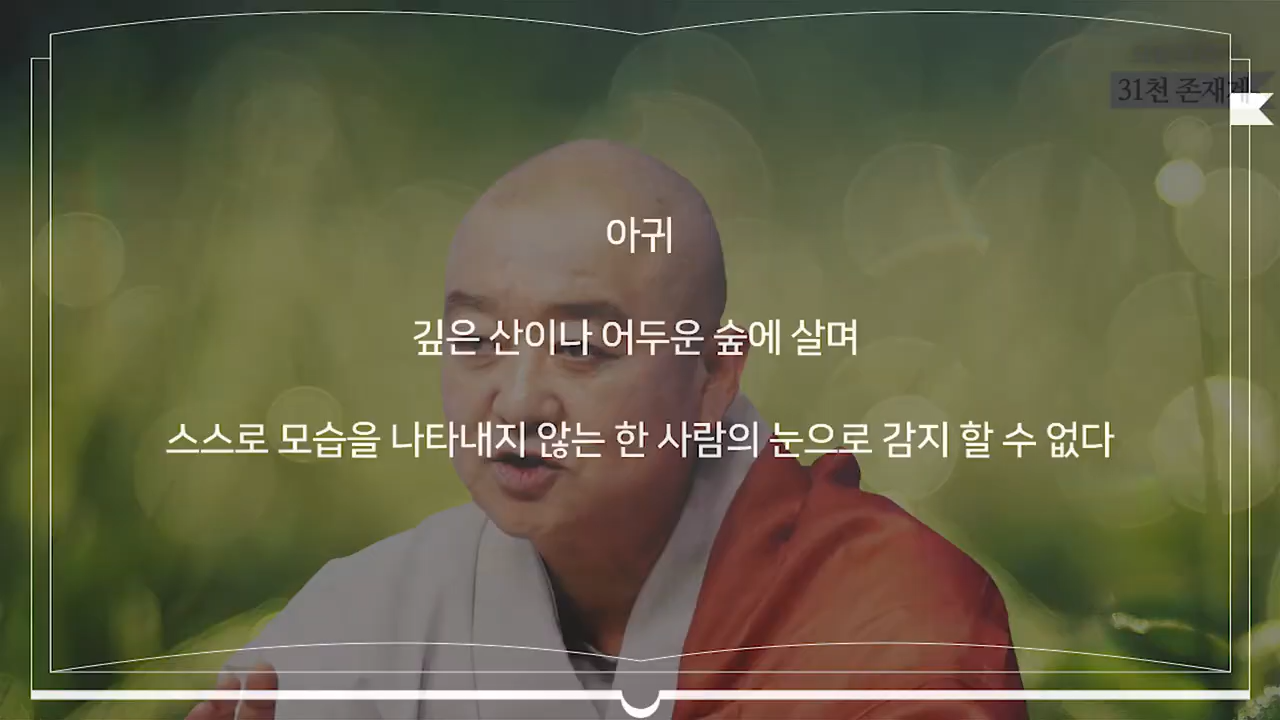 31천 존재계
아귀
깊은 산이나 어두운 숲에 살며
스스로 모습을 나타내지 않는 한 사람의 눈으로 감지 할 수 없다